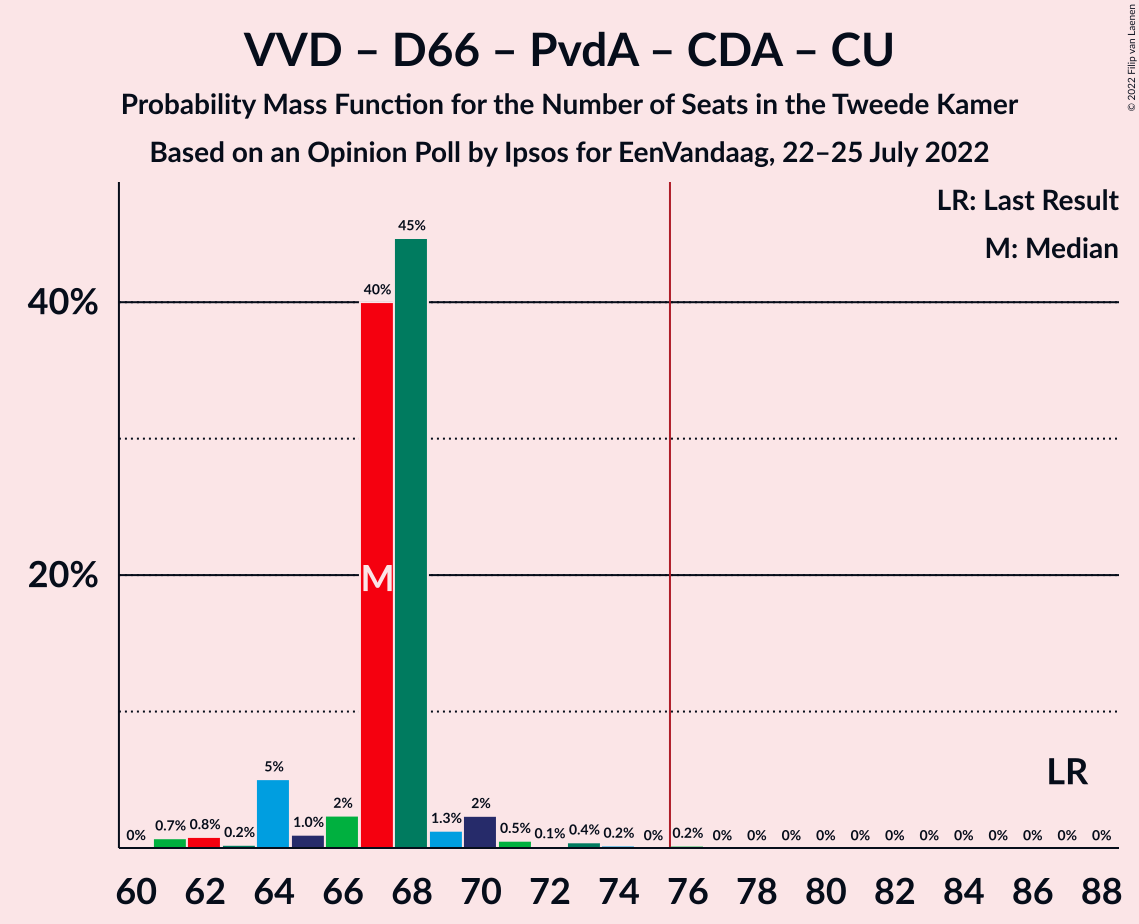 VVD – D66 – PvdA – CDA – CU
Probability Mass Function for the Number of Seats in the Tweede Kamer
Based on an Opinion Poll by Ipsos for EenVandaag, 22–25 July 2022
© 2022 Filip van Laenen
LR: Last Result
M: Median
40%
20%
0% 0.7% 0.8% 0.2% 5% 1.0% 2% 40% 45% 1.3% 2% 0.5% 0.1% 0.4% 0.2% 0% 0.2% 0% 0% 0% 0% 0% 0% 0% 0% 0% 0% 0% 0%
M
LR
60 62 64 66 68 70 72 74 76 78 80 82 84 86 88